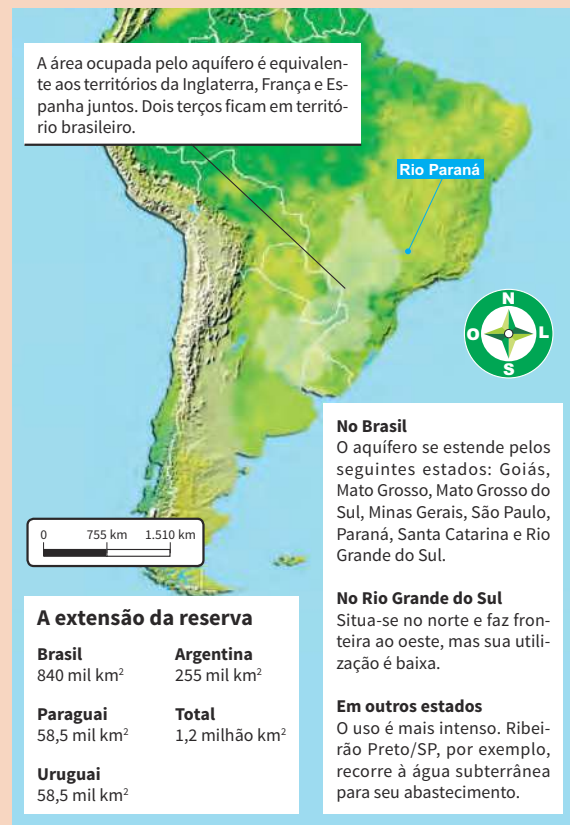 A área ocupada pelo aquífero é equivalen-
te aos territórios da Inglaterra, França e Es-
panha juntos. Dois terços ficam em territó-
rio brasileiro.
Rio Paraná
N
O
L
S
No Brasil
O aquífero se estende pelos
seguintes estados: Goiás,
Mato Grosso, Mato Grosso do
Sul, Minas Gerais, São Paulo,
Paraná, Santa Catarina e Rio
Grande do Sul.
No Rio Grande do Sul
Situa-se no norte e faz fron-
teira ao oeste, mas sua utili-
zação é baixa.
Em outros estados
O uso é mais intenso. Ribei-
rão Preto/SP, por exemplo,
recorre à água subterrânea
para seu abastecimento.
0 755 km 1.510 km
A extensão da reserva
Brasil
840 mil km²
Argentina
255 mil km²
Paraguai
58,5 mil km²
Total
1,2 milhão km²
Uruguai
58,5 mil km²